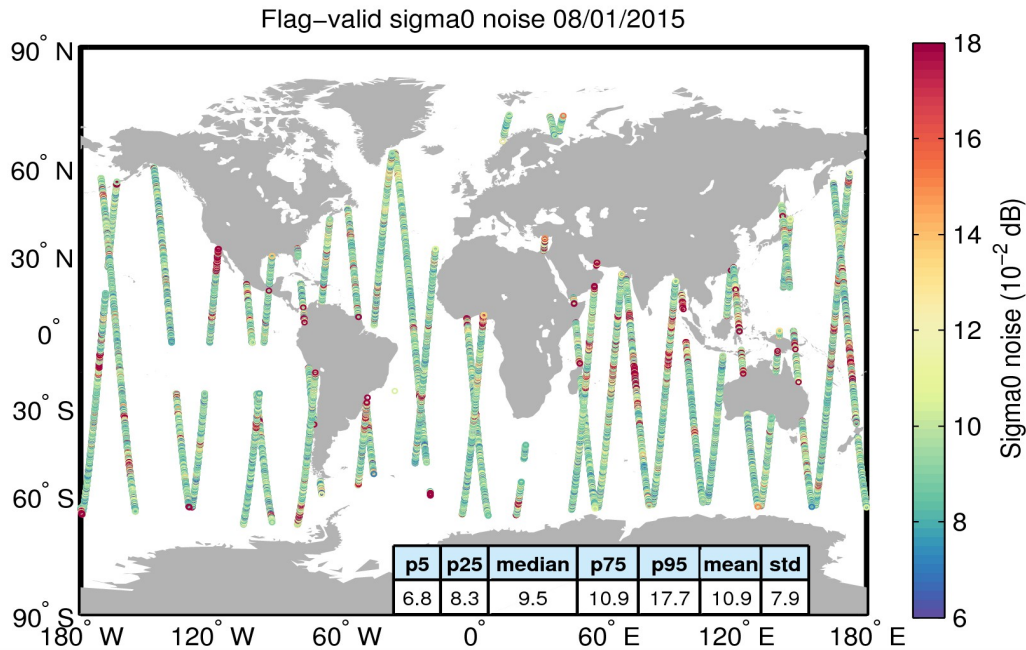 Flag−valid sigma0 noise 08/01/2015
90° N
60° N
30° N
0°
30° S
60° S
90° S
180° W
120° W
60° W
0°
60° E
120° E
180° E
p5 p25 median p75 p95 mean std
6.8 8.3 9.5 10.9 17.7 10.9 7.9
18
16
14
12
10
8
6
Sigma0 noise (10⁻² dB)